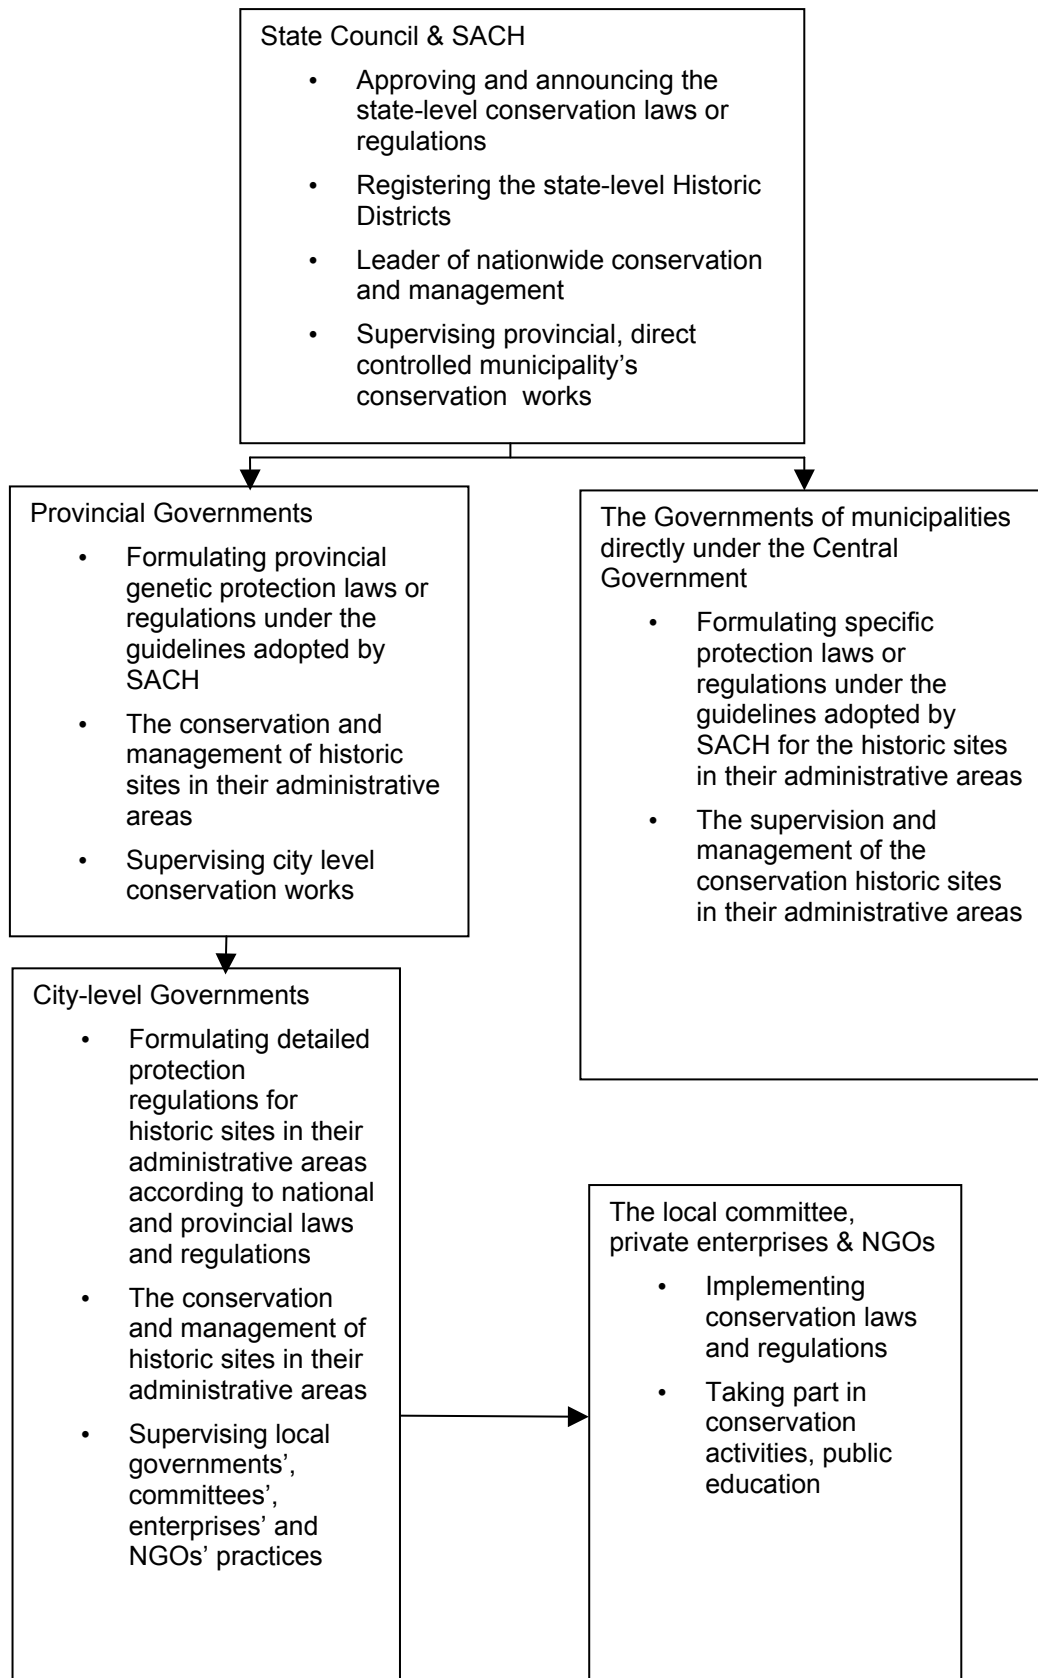 State Council & SACH
• Approving and announcing the
state-level conservation laws or
regulations
• Registering the state-level Historic
Districts
• Leader of nationwide conservation
and management
• Supervising provincial, direct
controlled municipality’s
conservation works
Provincial Governments
• Formulating provincial
genetic protection laws or
regulations under the
guidelines adopted by
SACH
• The conservation and
management of historic
sites in their administrative
areas
• Supervising city level
conservation works
The Governments of municipalities
directly under the Central
Government
• Formulating specific
protection laws or
regulations under the
guidelines adopted by
SACH for the historic sites
in their administrative areas
• The supervision and
management of the
conservation historic sites
in their administrative areas
City-level Governments
• Formulating detailed
protection
regulations for
historic sites in their
administrative areas
according to national
and provincial laws
and regulations
• The conservation
and management of
historic sites in their
administrative areas
• Supervising local
governments’,
committees’,
enterprises’ and
NGOs’ practices
The local committee,
private enterprises & NGOs
• Implementing
conservation laws
and regulations
• Taking part in
conservation
activities, public
education